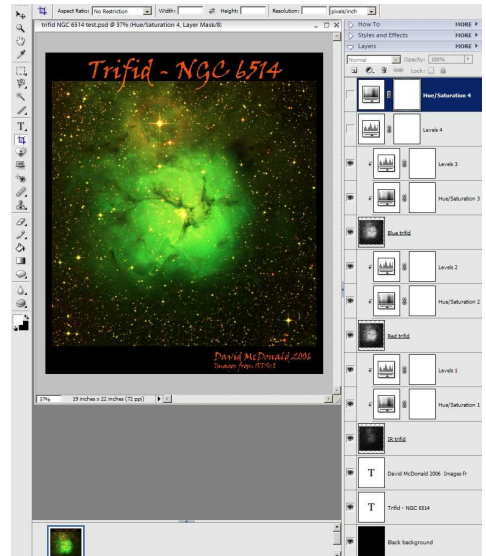 Aspect Ratio: No Restriction Width: Height: Resolution: pixels/inch
trifid NGC 6514 test.psd @ 37% (Hue/Saturation 4, Layer Mask/8)
Trifid - NGC 6514
David McDonald 2006
Images from STScI
37% 19 inches x 22 inches (72 ppi)
How To MORE
Styles and Effects MORE
Layers MORE
Normal Opacity: 100%
Lock:
Hue/Saturation 4
Levels 4
Levels 3
Hue/Saturation 3
Blue trifid
Levels 2
Hue/Saturation 2
Red trifid
Levels 1
Hue/Saturation 1
IR trifid
T David McDonald 2006 Images fr
T Trifid - NGC 6514
Black background